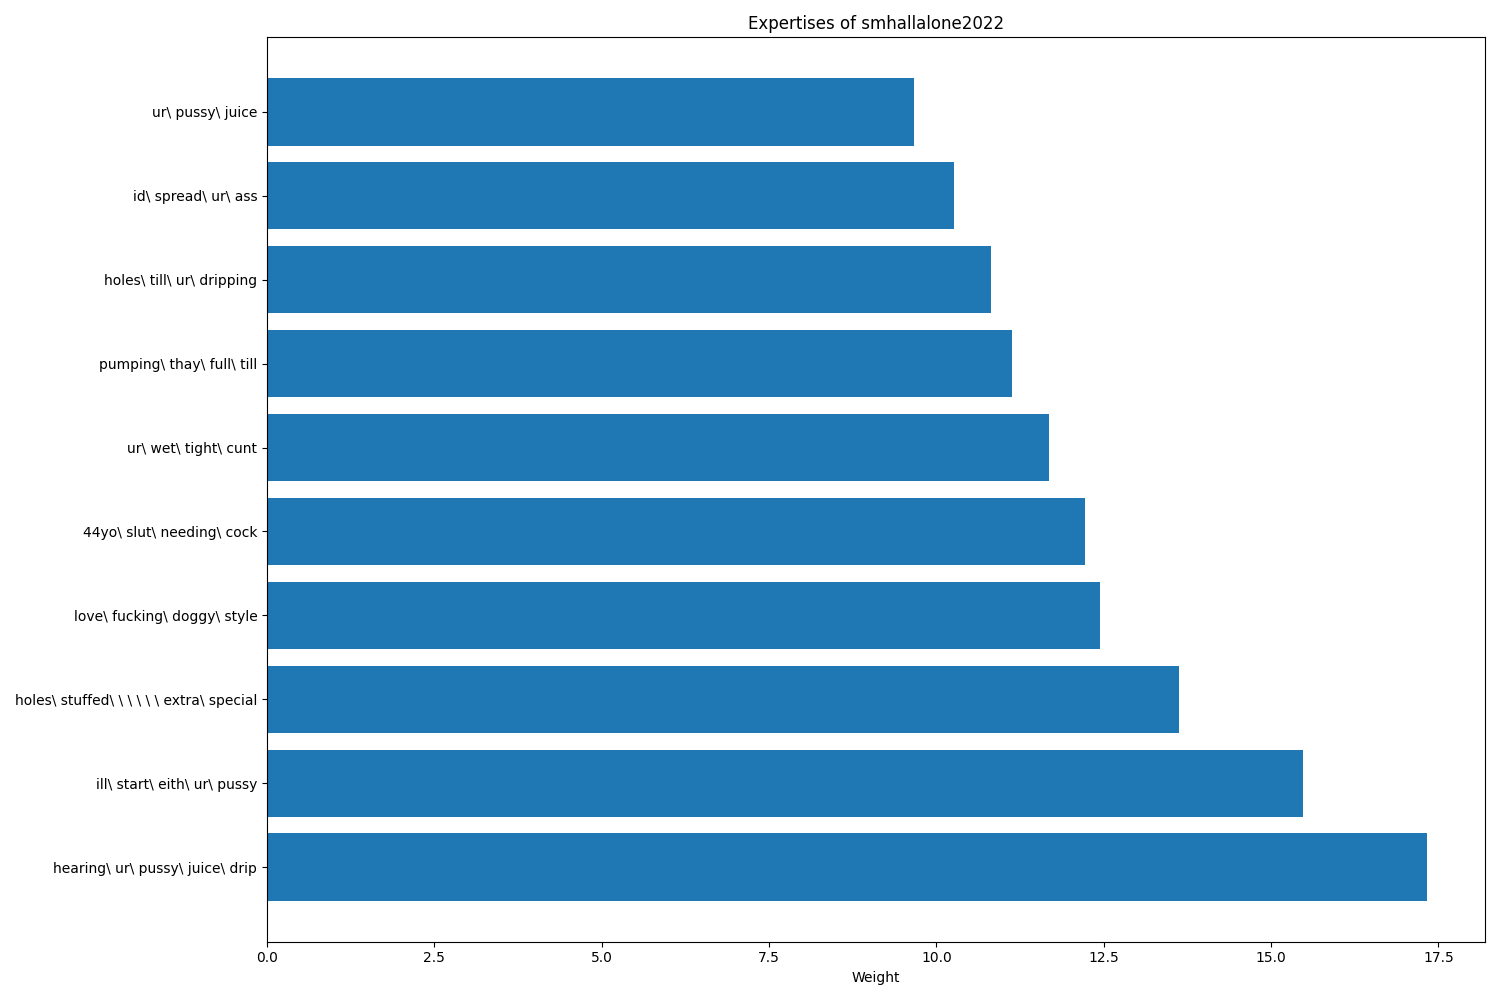 Expertises of smhallalone2022
ur\ pussy\ juice
id\ spread\ ur\ ass
holes\ till\ ur\ dripping
pumping\ thay\ full\ till
ur\ wet\ tight\ cunt
44yo\ slut\ needing\ cock
love\ fucking\ doggy\ style
holes\ stuffed\ \ \ \ \ \ extra\ special
ill\ start\ eith\ ur\ pussy
hearing\ ur\ pussy\ juice\ drip
0.0 2.5 5.0 7.5 10.0 12.5 15.0 17.5
Weight